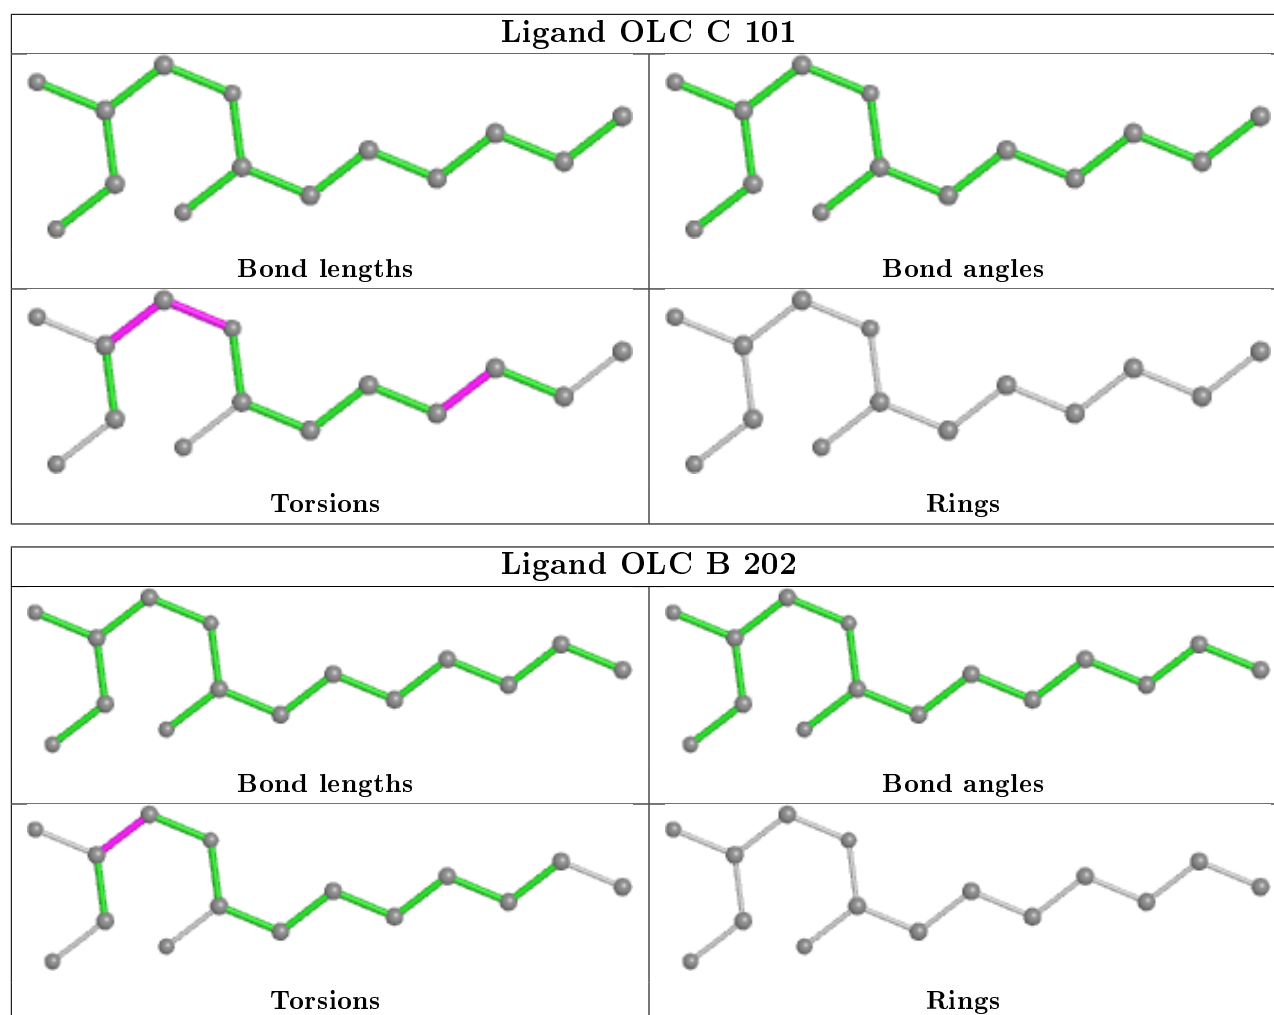 Ligand OLC C 101
Bond lengths
Bond angles
Torsions
Rings
Ligand OLC B 202
Bond lengths
Bond angles
Torsions
Rings